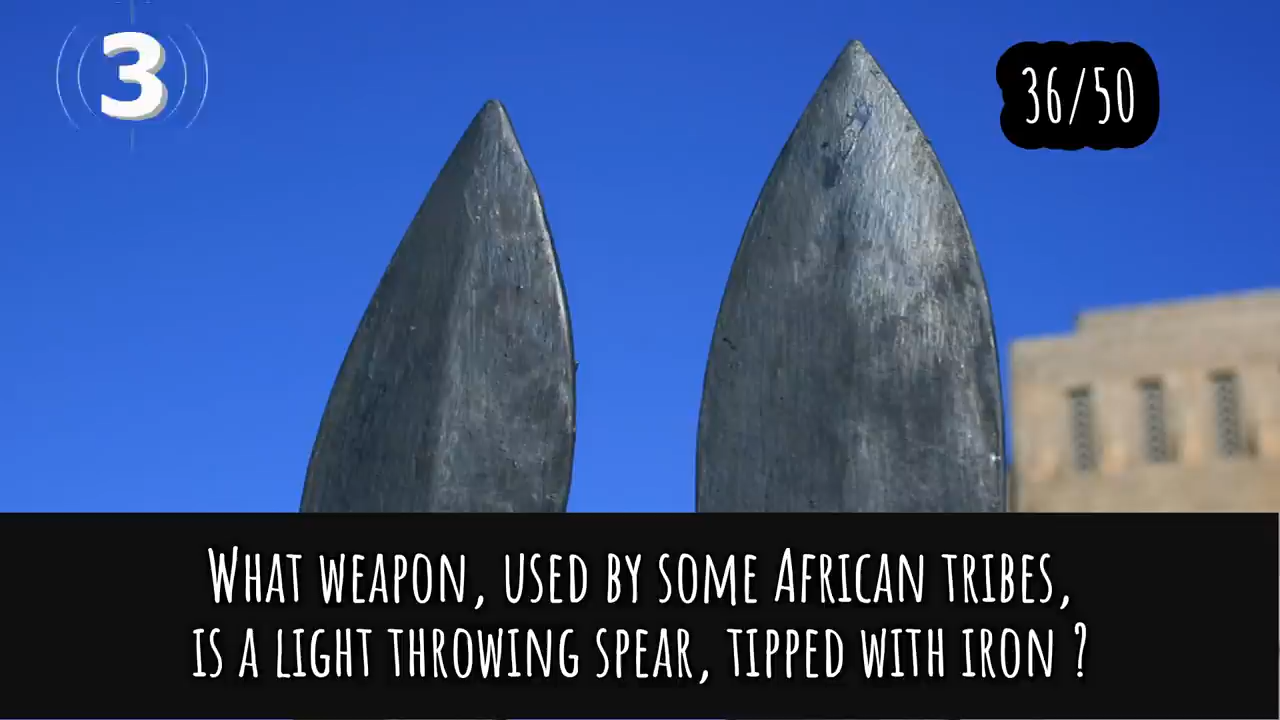 3
36/50
What weapon, used by some African tribes,
is a light throwing spear, tipped with iron ?